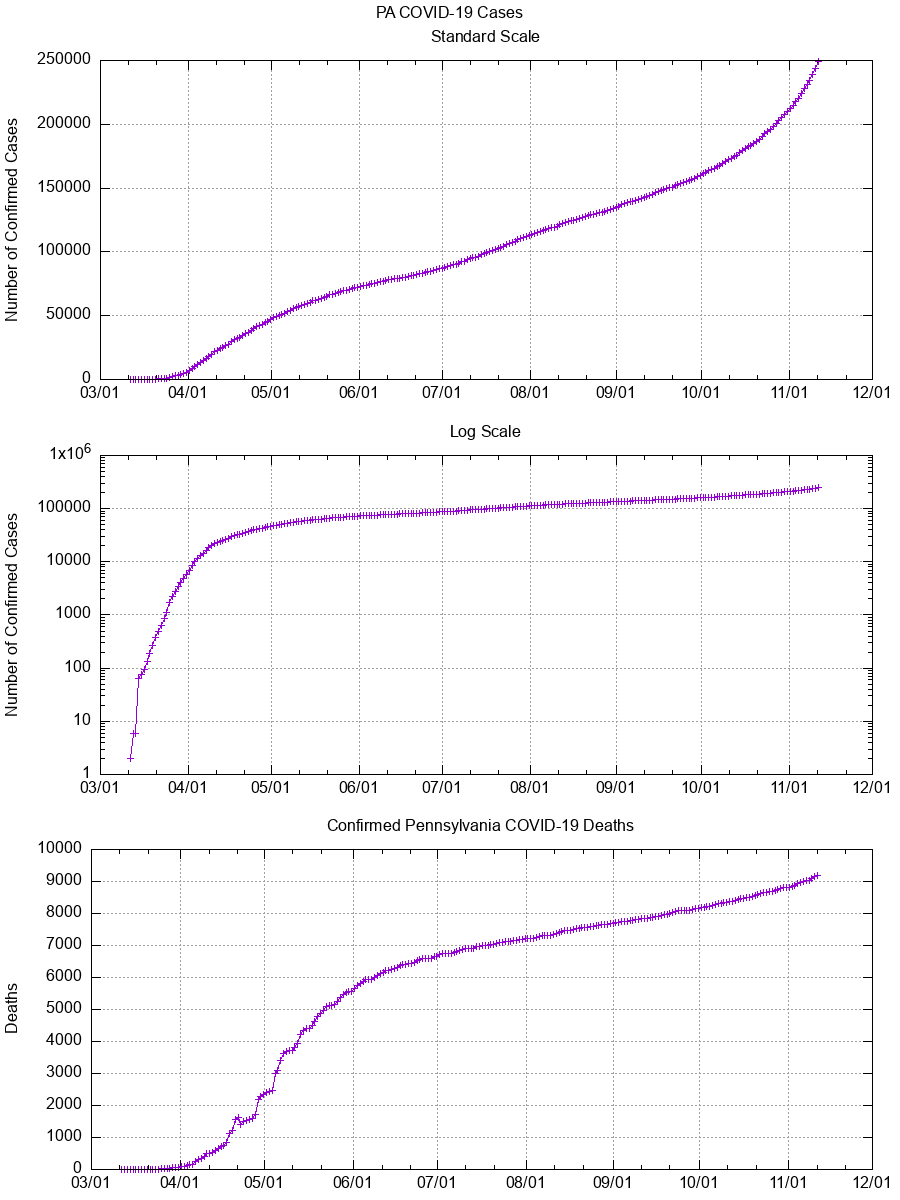 PA COVID-19 Cases
Standard Scale
Number of Confirmed Cases
250000
200000
150000
100000
50000
0
03/01 04/01 05/01 06/01 07/01 08/01 09/01 10/01 11/01 12/01
Log Scale
Number of Confirmed Cases
1x10^6
100000
10000
1000
100
10
1
03/01 04/01 05/01 06/01 07/01 08/01 09/01 10/01 11/01 12/01
Confirmed Pennsylvania COVID-19 Deaths
Deaths
10000
9000
8000
7000
6000
5000
4000
3000
2000
1000
0
03/01 04/01 05/01 06/01 07/01 08/01 09/01 10/01 11/01 12/01